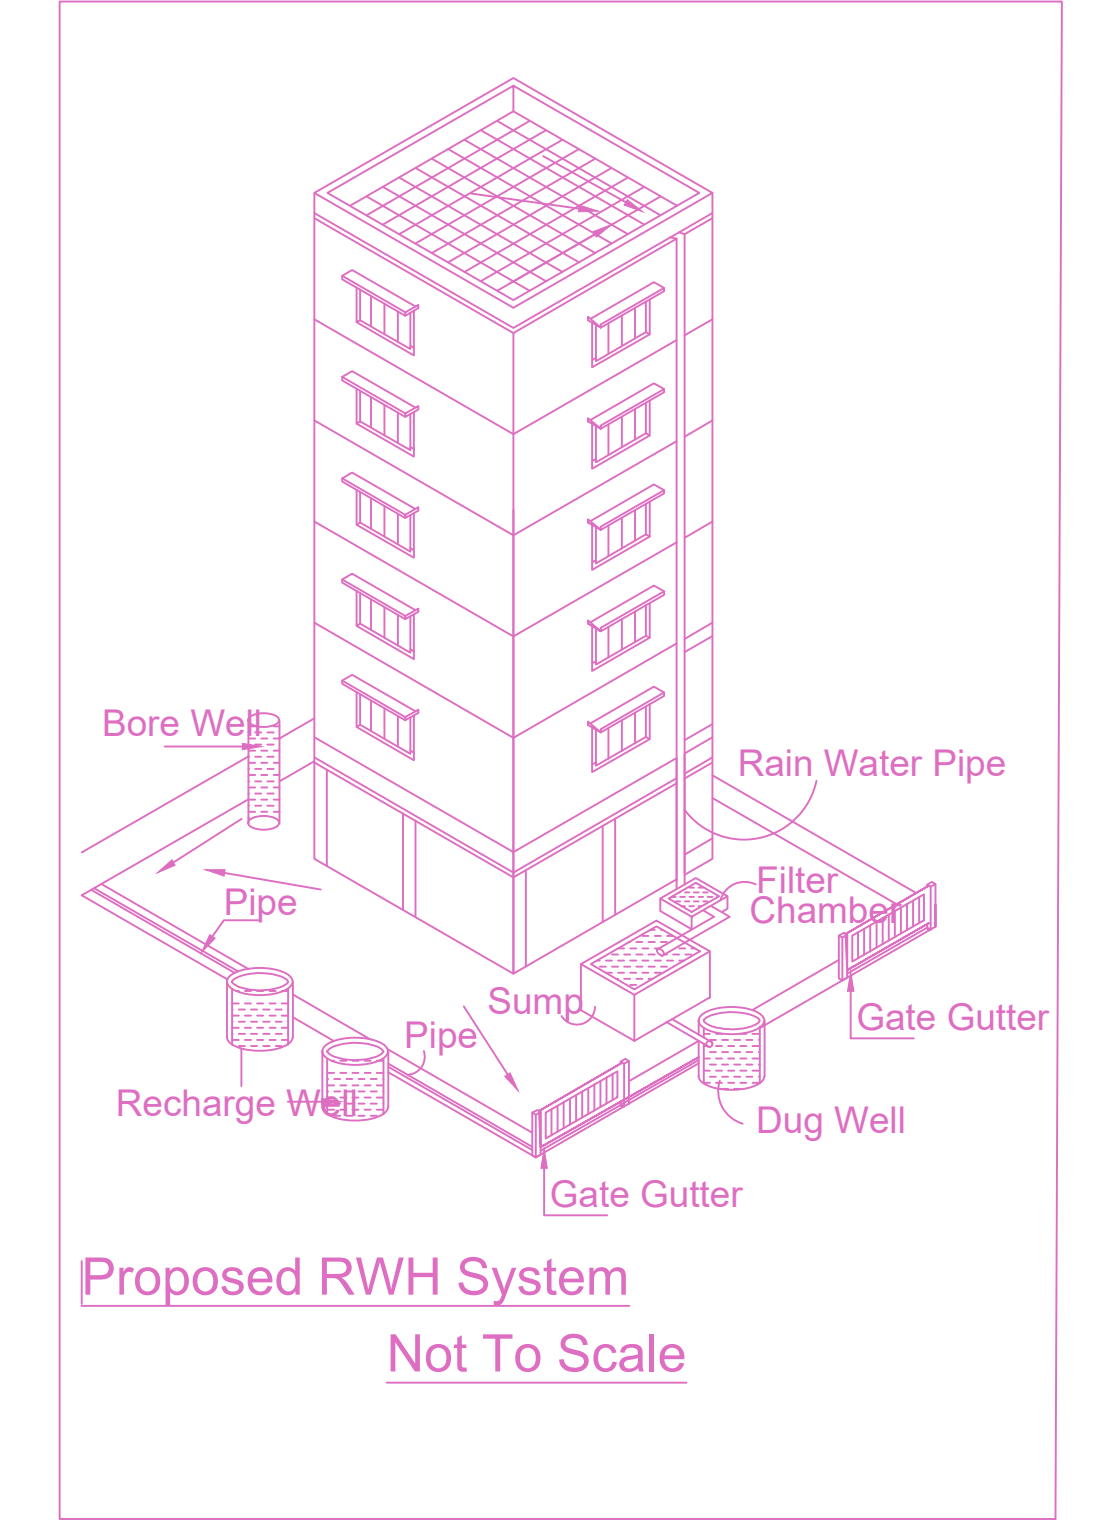 Bore Well
Rain Water Pipe
Filter
Chamber
Pipe
Sump
Gate Gutter
Pipe
Recharge Well
Dug Well
Gate Gutter
Proposed RWH System
Not To Scale